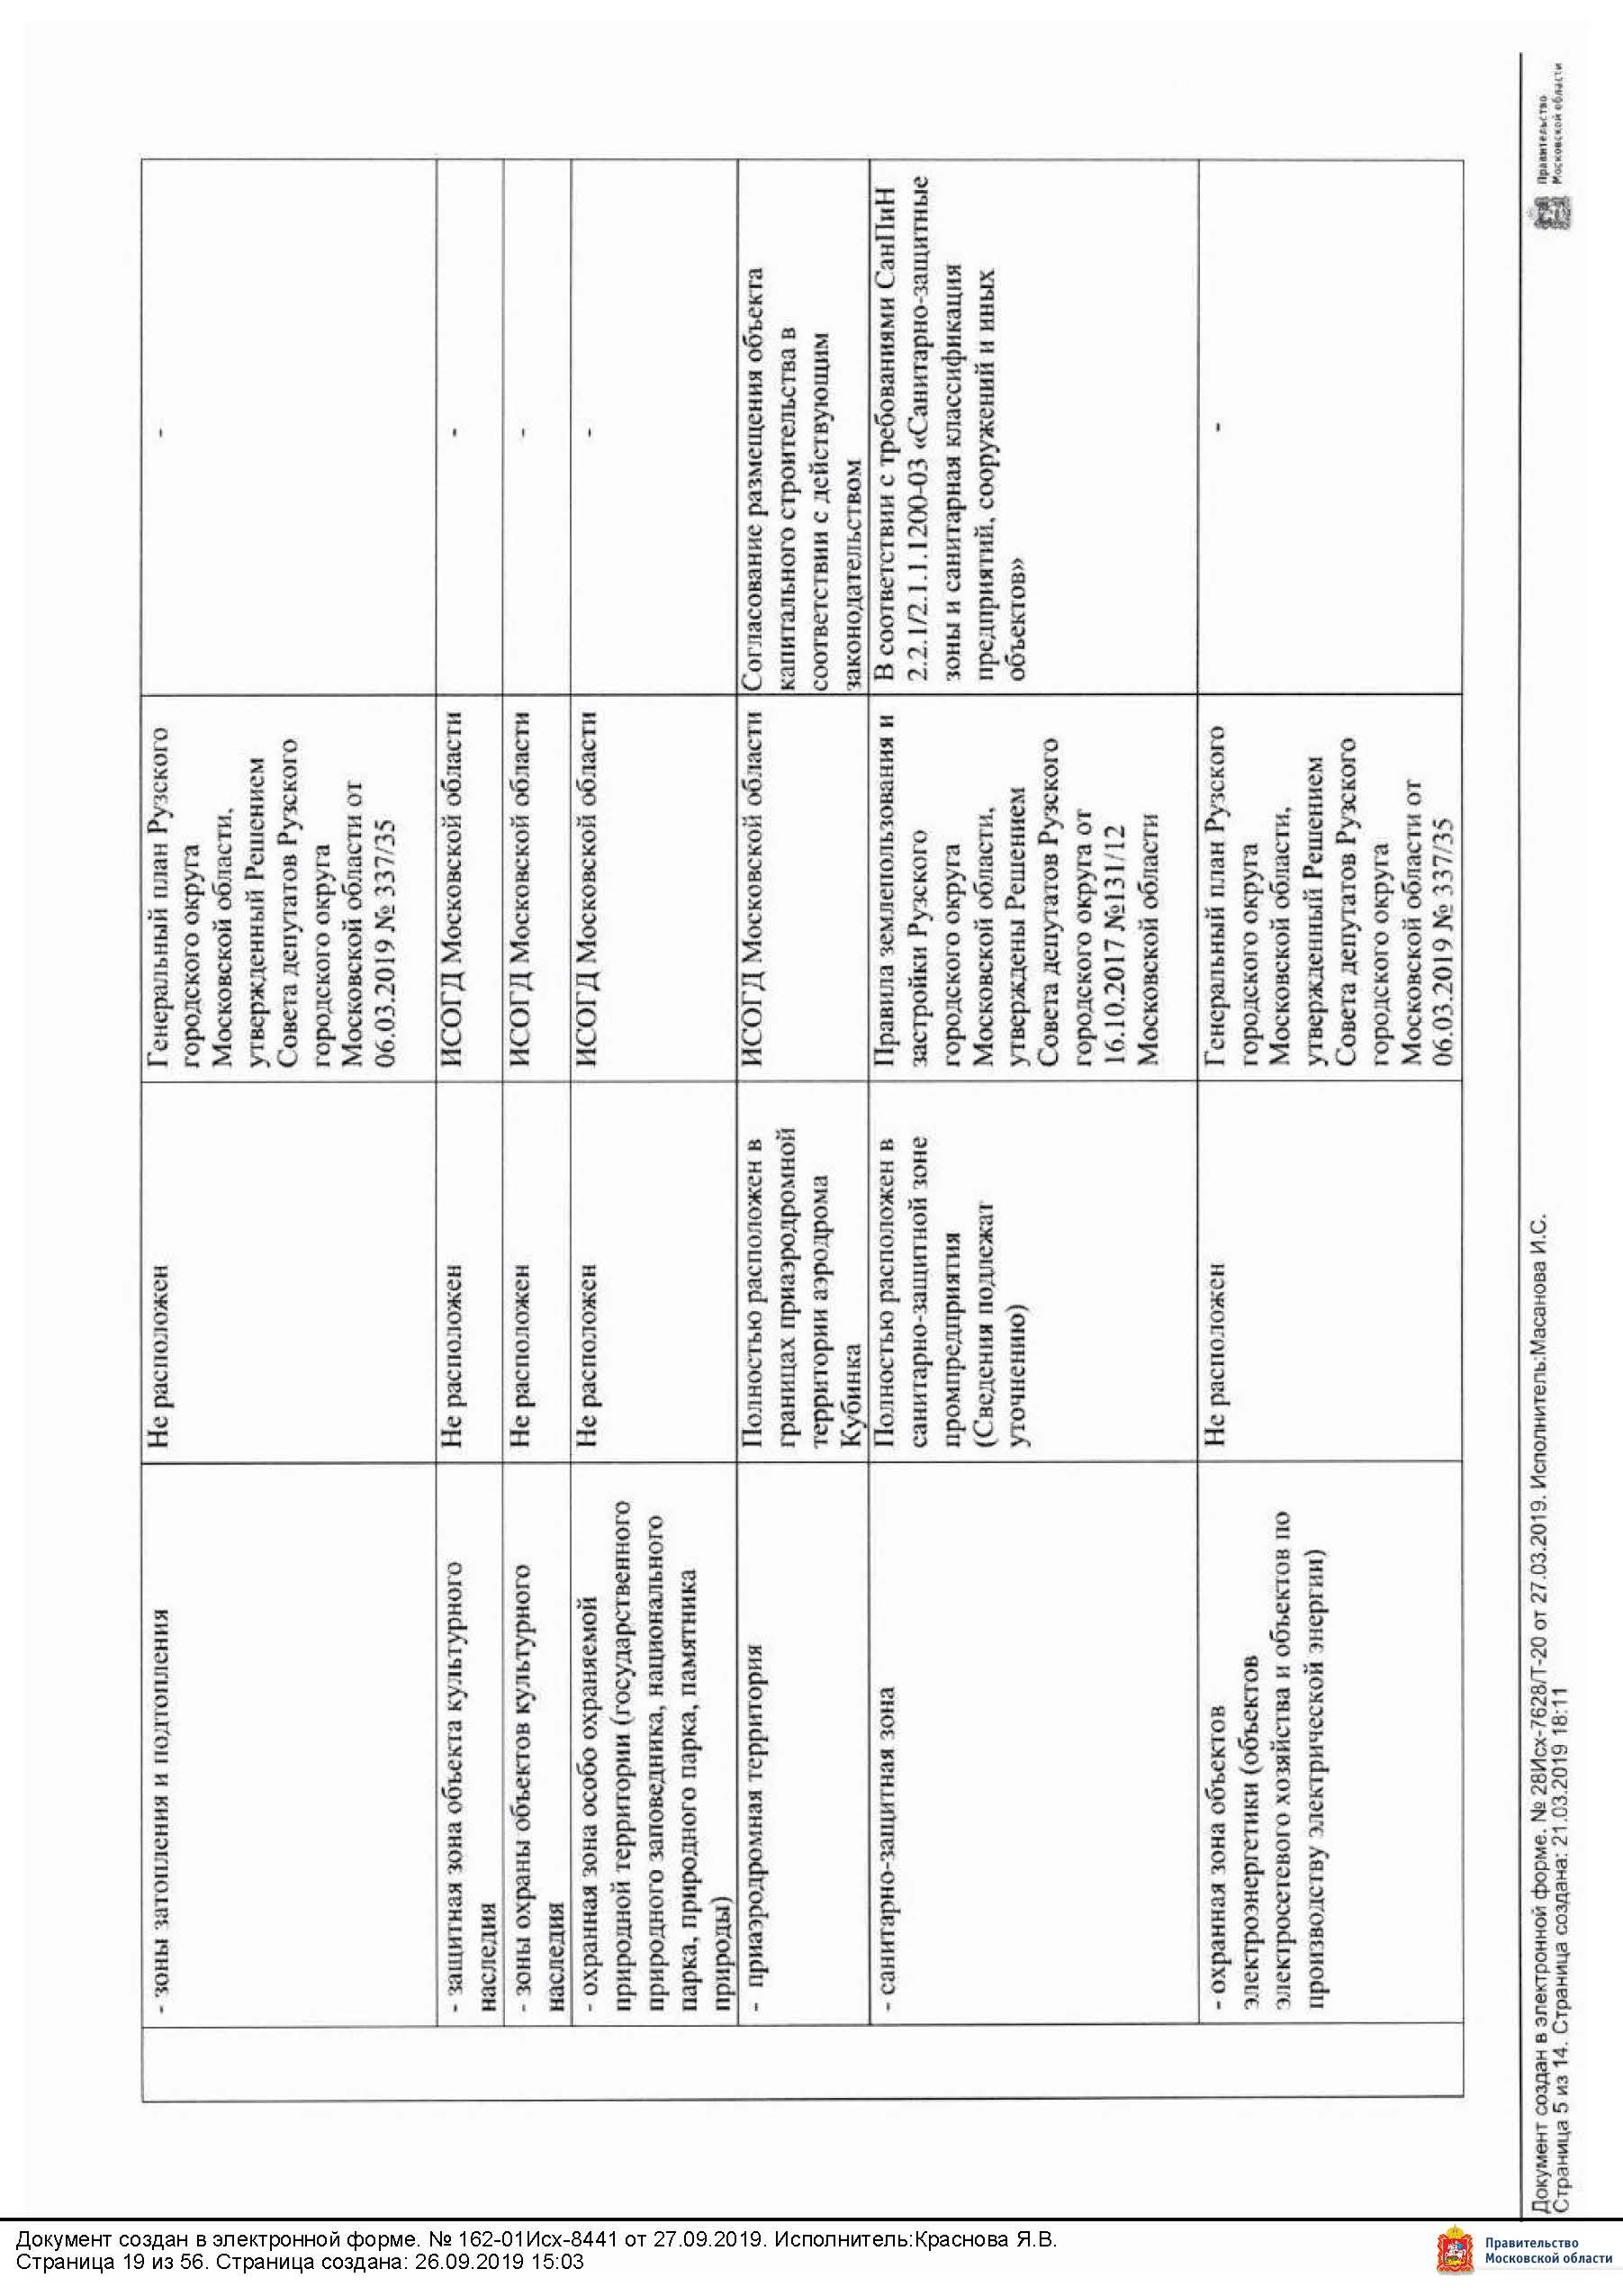 - зоны затопления и подтопления
Не расположен
Генеральный план Рузского
городского округа
Московской области,
утвержденный Решением
Совета депутатов Рузского
городского округа
Московской области от
06.03.2019 № 337/35
-
- защитная зона объекта культурного
наследия
Не расположен
ИСОГД Московской области
-
- зоны охраны объектов культурного
наследия
Не расположен
ИСОГД Московской области
-
- охранная зона особо охраняемой
природной территории (государственного
природного заповедника, национального
парка, природного парка, памятника
природы)
Не расположен
ИСОГД Московской области
-
- приаэродромная территория
Полностью расположен в
границах приаэродромной
территории аэродрома
Кубинка
ИСОГД Московской области
Согласование размещения объекта
капитального строительства в
соответствии с действующим
законодательством
- санитарно-защитная зона
Полностью расположен в
санитарно-защитной зоне
промпредприятия
(Сведения подлежат
уточнению)
Правила землепользования и
застройки Рузского
городского округа
Московской области,
утверждены Решением
Совета депутатов Рузского
городского округа от
16.10.2017 №131/12
Московской области
В соответствии с требованиями СанПиН
2.2.1/2.1.1.1200-03 «Санитарно-защитные
зоны и санитарная классификация
предприятий, сооружений и иных
объектов»
- охранная зона объектов
электроэнергетики (объектов
электросетевого хозяйства и объектов по
производству электрической энергии)
Не расположен
Генеральный план Рузского
городского округа
Московской области,
утвержденный Решением
Совета депутатов Рузского
городского округа
Московской области от
06.03.2019 № 337/35
-
Документ создан в электронной форме. № 28Исх-7628/Т-20 от 27.03.2019. Исполнитель:Масанова И.С.
Страница 5 из 14. Страница создана: 21.03.2019 18:11
Правительство
Московской области
Документ создан в электронной форме. № 162-01Исх-8441 от 27.09.2019. Исполнитель:Краснова Я.В.
Страница 19 из 56. Страница создана: 26.09.2019 15:03
Правительство
Московской области